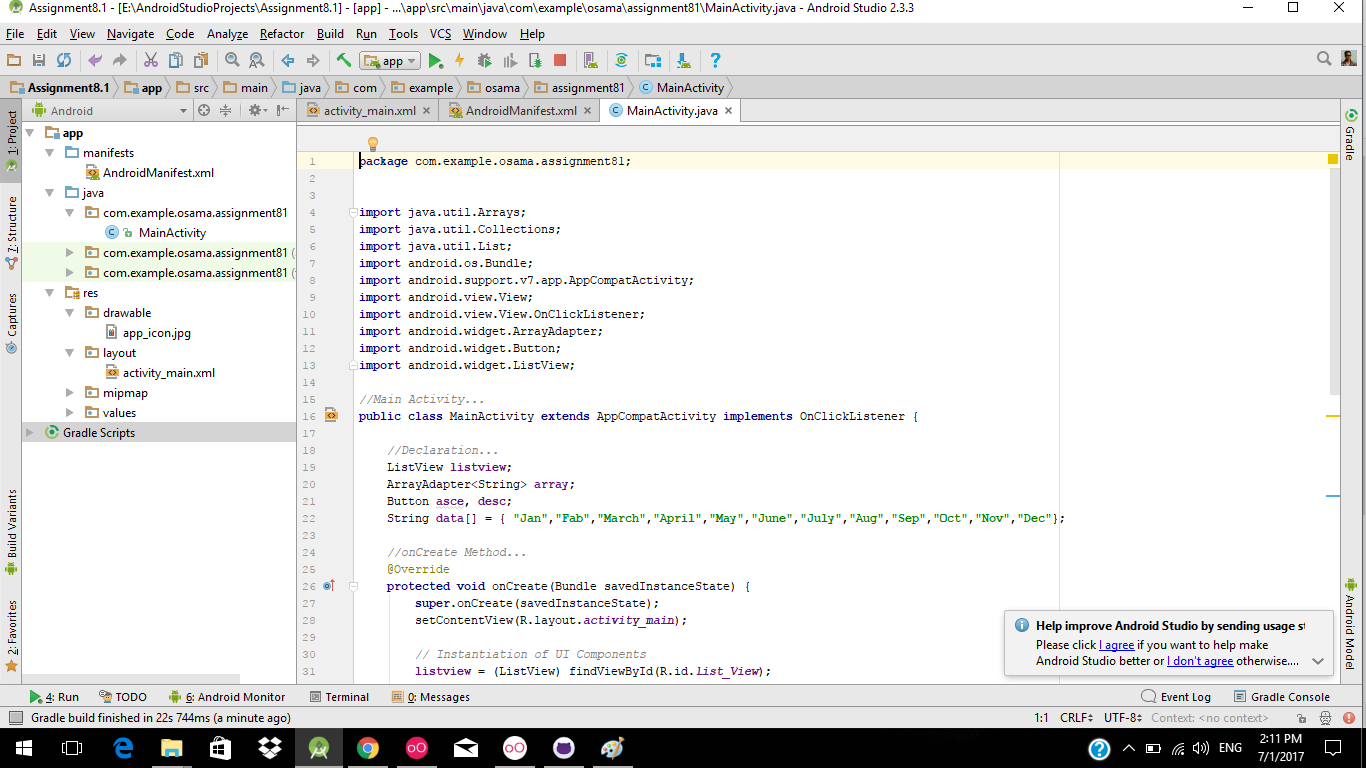 Assignment8.1 - [E:\AndroidStudioProjects\Assignment8.1] - [app] - ...\app\src\main\java\com\example\osama\assignment81\MainActivity.java - Android Studio 2.3.3
File Edit View Navigate Code Analyze Refactor Build Run Tools VCS Window Help
app
Assignment8.1 app src main java com example osama assignment81 MainActivity
Android
activity_main.xml AndroidManifest.xml MainActivity.java
1: Project
7: Structure
Captures
Build Variants
2: Favorites
app
manifests
AndroidManifest.xml
java
com.example.osama.assignment81
MainActivity
com.example.osama.assignment81 (
com.example.osama.assignment81 (
res
drawable
app_icon.jpg
layout
activity_main.xml
mipmap
values
Gradle Scripts
1 package com.example.osama.assignment81;
2
3
4 import java.util.Arrays;
5 import java.util.Collections;
6 import java.util.List;
7 import android.os.Bundle;
8 import android.support.v7.app.AppCompatActivity;
9 import android.view.View;
10 import android.view.View.OnClickListener;
11 import android.widget.ArrayAdapter;
12 import android.widget.Button;
13 import android.widget.ListView;
14
15 //Main Activity...
16 public class MainActivity extends AppCompatActivity implements OnClickListener {
17
18 //Declaration...
19 ListView listview;
20 ArrayAdapter<String> array;
21 Button asce, desc;
22 String data[] = { "Jan","Fab","March","April","May","June","July","Aug","Sep","Oct","Nov","Dec"};
23
24 //onCreate Method...
25 @Override
26 protected void onCreate(Bundle savedInstanceState) {
27 super.onCreate(savedInstanceState);
28 setContentView(R.layout.activity_main);
29
30 // Instantiation of UI Components
31 listview = (ListView) findViewById(R.id.List_View);
Gradle
Android Model
Help improve Android Studio by sending usage st
Please click I agree if you want to help make
Android Studio better or I don't agree otherwise....
4: Run TODO 6: Android Monitor Terminal 0: Messages Event Log Gradle Console
Gradle build finished in 22s 744ms (a minute ago) 1:1 CRLF UTF-8 Context: <no context>
ENG
2:11 PM
7/1/2017